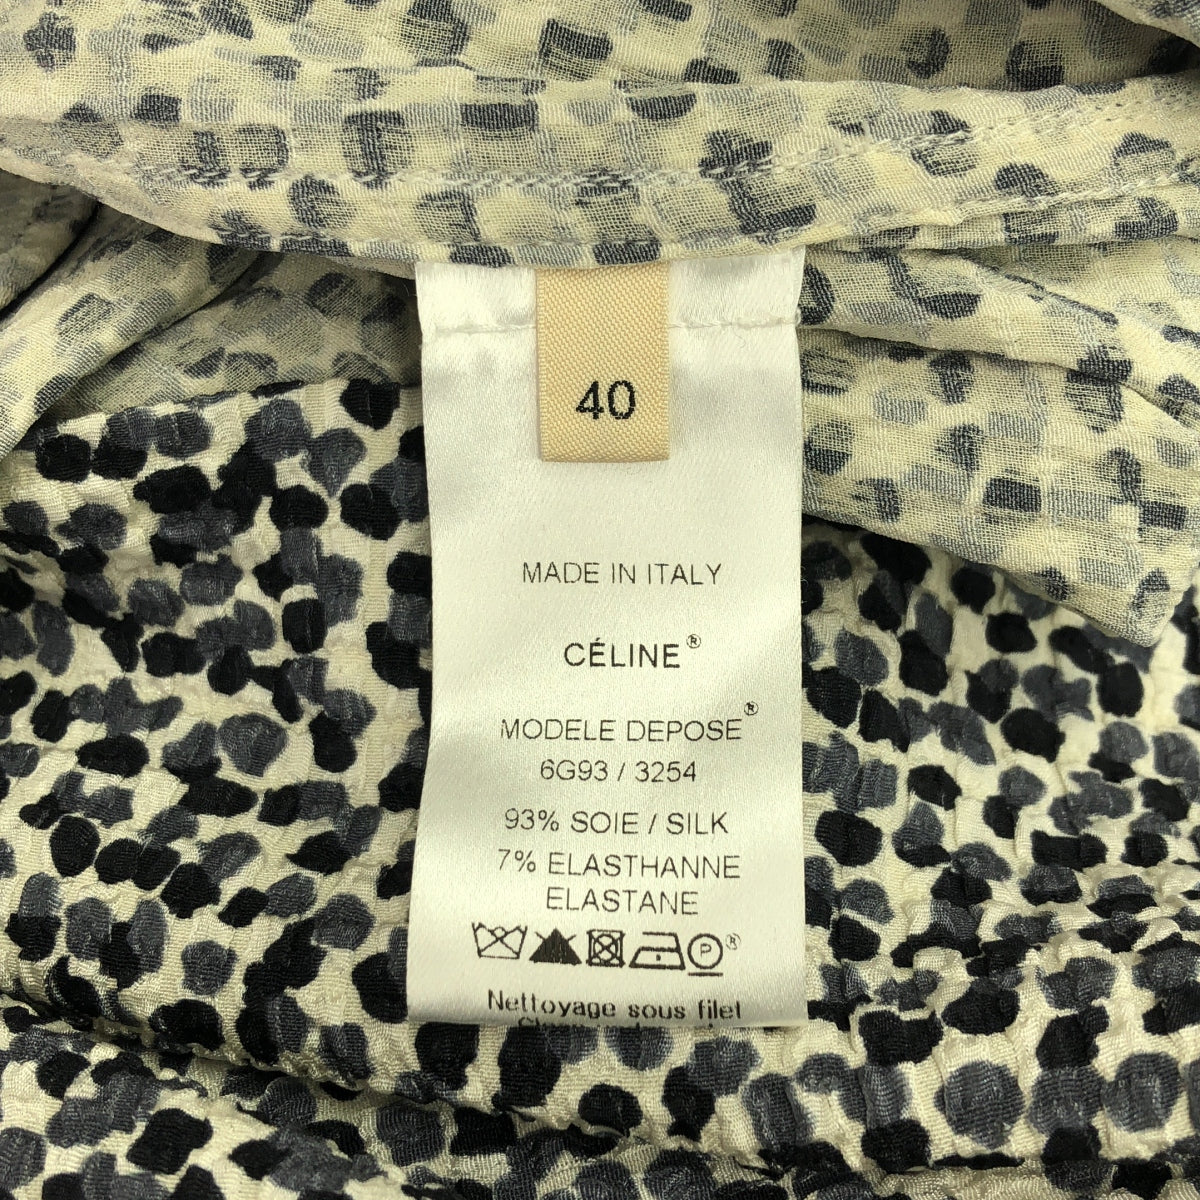 40
MADE IN ITALY
CÉLINE®
MODELE DEPOSE®
6G93 / 3254
93% SOIE / SILK
7% ELASTHANNE
ELASTANE
P ®
Nettoyage sous filet